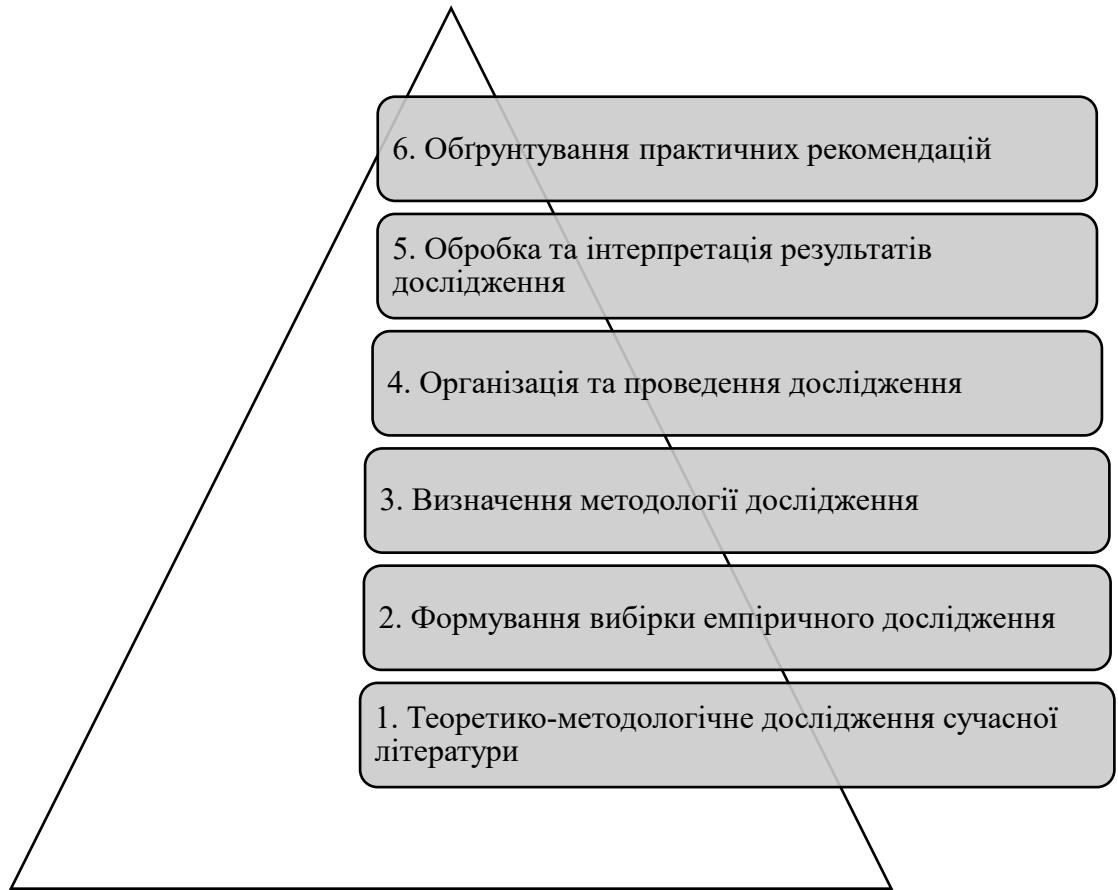 6. Обґрунтування практичних рекомендацій
5. Обробка та інтерпретація результатів
дослідження
4. Організація та проведення дослідження
3. Визначення методології дослідження
2. Формування вибірки емпіричного дослідження
1. Теоретико-методологічне дослідження сучасної
літератури